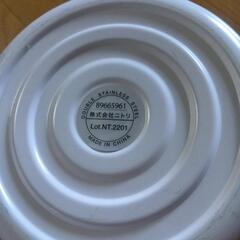 DOUBLE STAINLESS STEEL
89665961
株式会社ニトリ
Lot.NT.2201
MADE IN CHINA